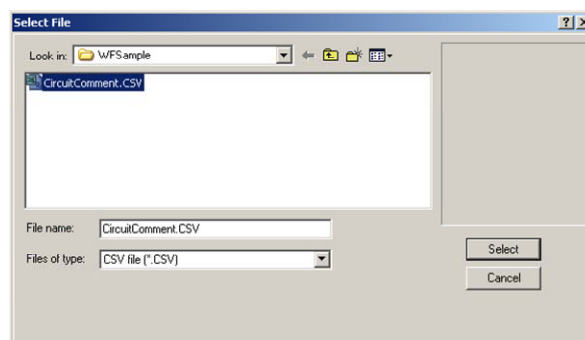 Select File
Look in: WFSample
CircuitComment.CSV
File name: CircuitComment.CSV
Files of type: CSV file (*.CSV)
Select
Cancel